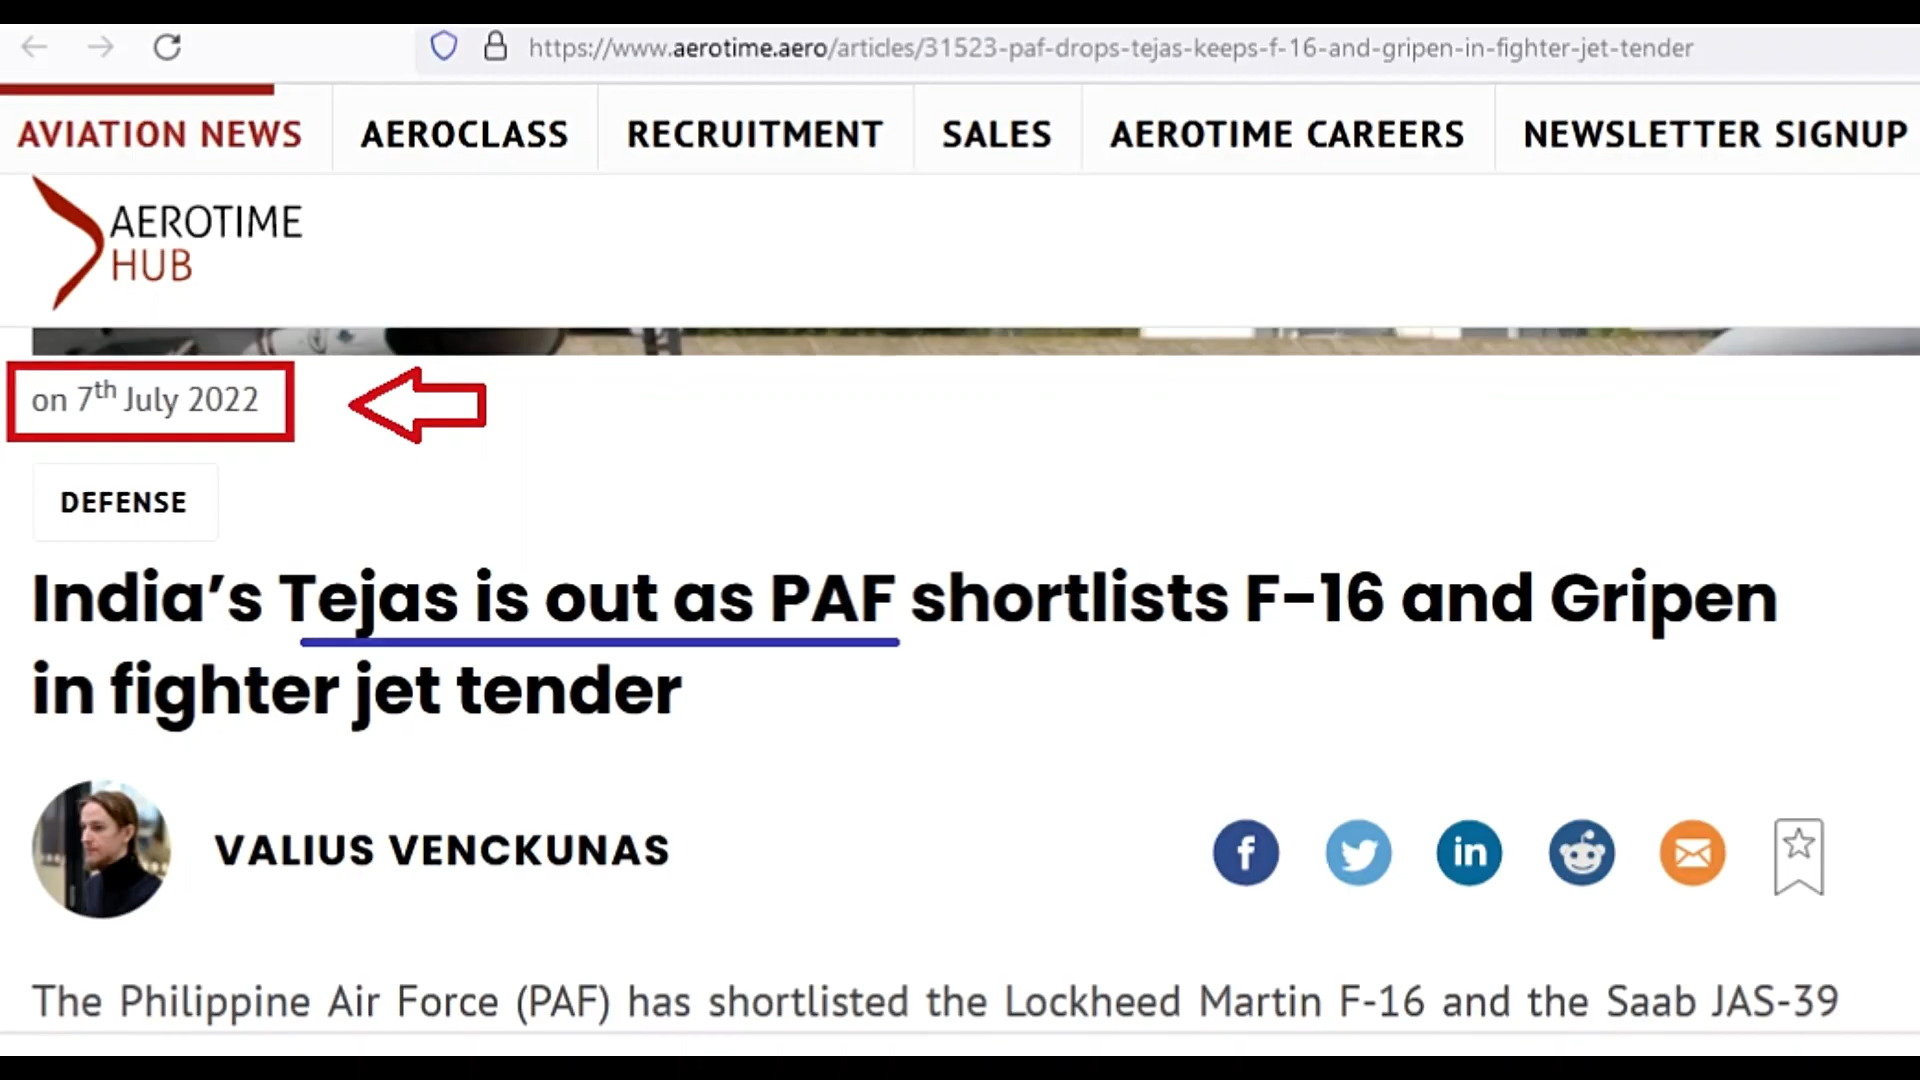 https://www.aerotime.aero/articles/31523-paf-drops-tejas-keeps-f-16-and-gripen-in-fighter-jet-tender
AVIATION NEWS AEROCLASS RECRUITMENT SALES AEROTIME CAREERS NEWSLETTER SIGNUP
AEROTIME
HUB
on 7th July 2022
DEFENSE
India’s Tejas is out as PAF shortlists F-16 and Gripen
in fighter jet tender
VALIUS VENCKUNAS
The Philippine Air Force (PAF) has shortlisted the Lockheed Martin F-16 and the Saab JAS-39